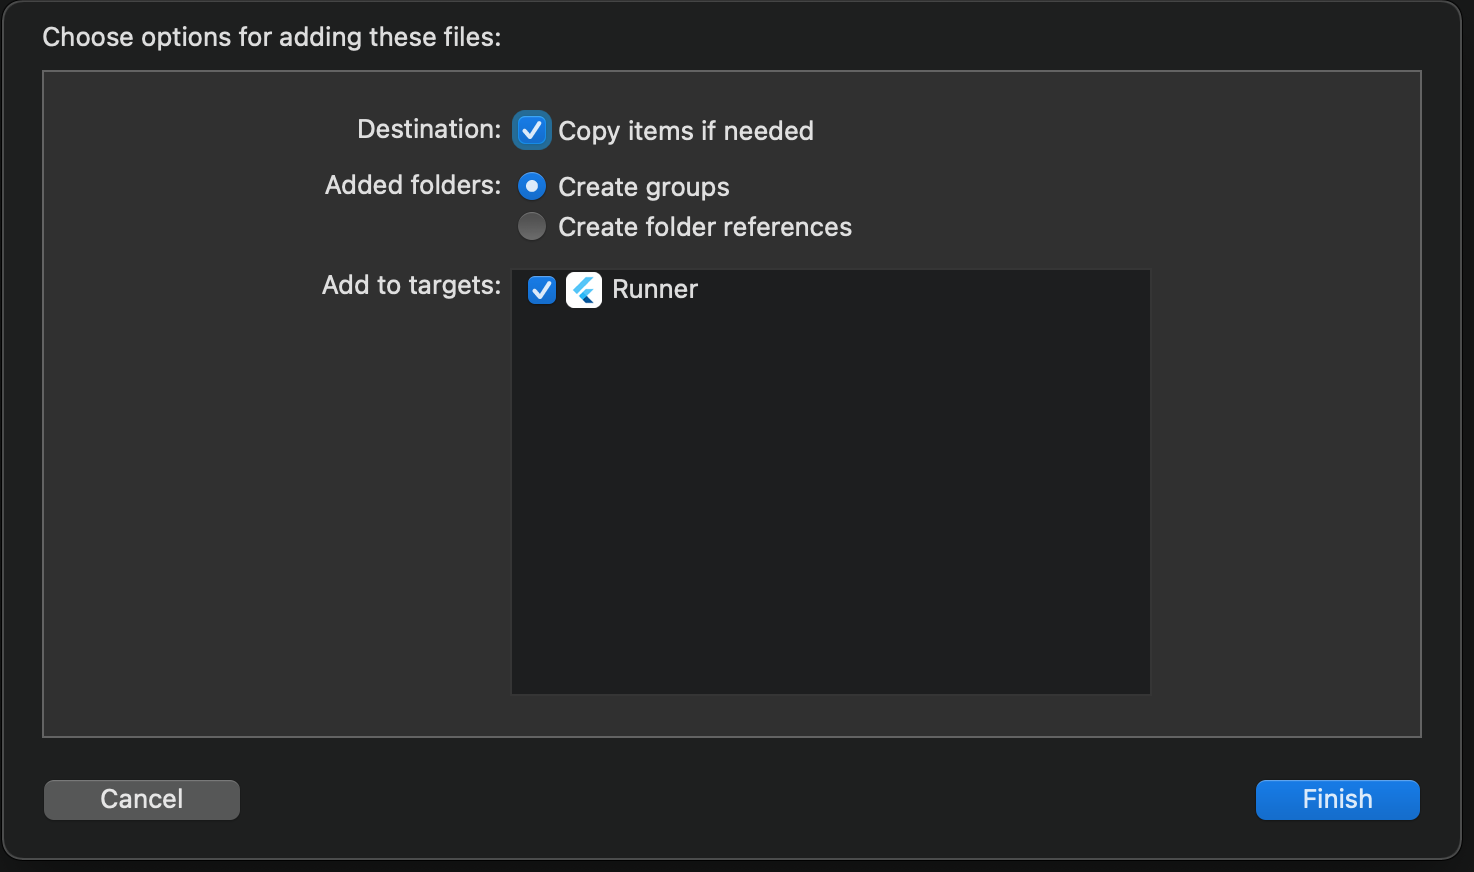 Choose options for adding these files:
Destination: Copy items if needed
Added folders: Create groups
Create folder references
Add to targets: Runner
Cancel Finish